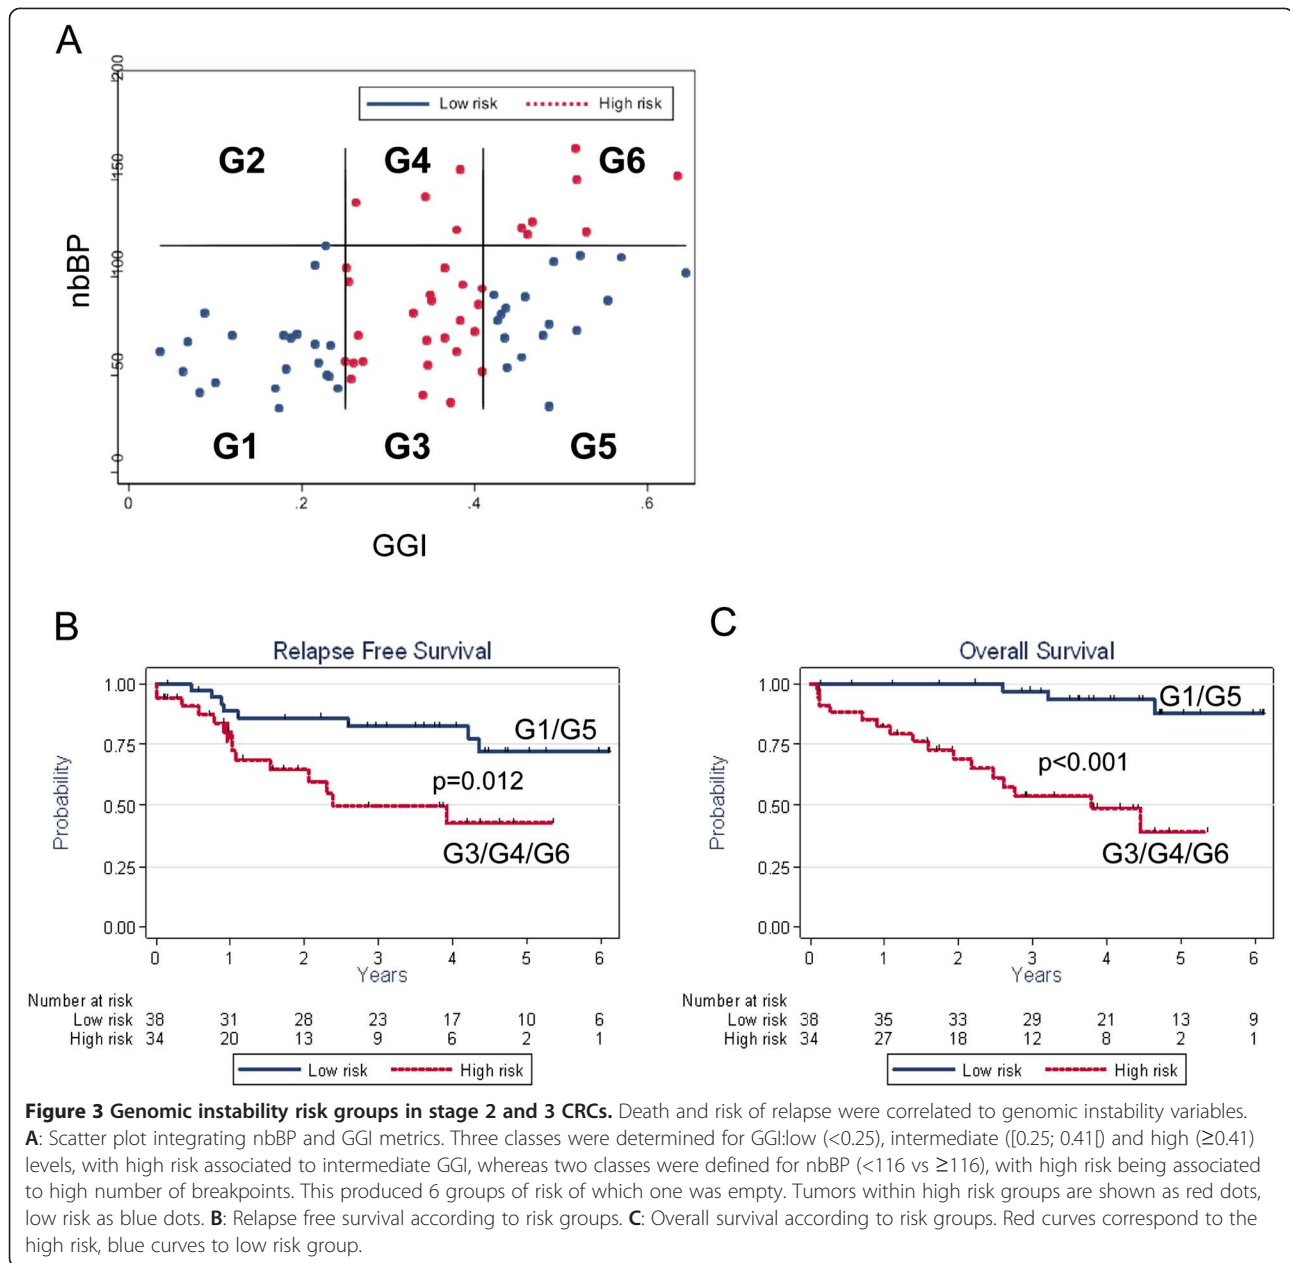 A
200
Low risk High risk
G2 G4 G6
150
nbBP
100
50
G1 G3 G5
0
0 .2 .4 .6
GGI
B
Relapse Free Survival
1.00
G1/G5
0.75
p=0.012
Probability
0.50
G3/G4/G6
0.25
0.00
0 1 2 3 4 5 6
Years
Number at risk
Low risk 38 31 28 23 17 10 6
High risk 34 20 13 9 6 2 1
Low risk High risk
C
Overall Survival
1.00
G1/G5
0.75
p<0.001
Probability
0.50
G3/G4/G6
0.25
0.00
0 1 2 3 4 5 6
Years
Number at risk
Low risk 38 35 33 29 21 13 9
High risk 34 27 18 12 8 2 1
Low risk High risk
Figure 3 Genomic instability risk groups in stage 2 and 3 CRCs. Death and risk of relapse were correlated to genomic instability variables.
A: Scatter plot integrating nbBP and GGI metrics. Three classes were determined for GGI:low (<0.25), intermediate ([0.25; 0.41[) and high (≥0.41)
levels, with high risk associated to intermediate GGI, whereas two classes were defined for nbBP (<116 vs ≥116), with high risk being associated
to high number of breakpoints. This produced 6 groups of risk of which one was empty. Tumors within high risk groups are shown as red dots,
low risk as blue dots. B: Relapse free survival according to risk groups. C: Overall survival according to risk groups. Red curves correspond to the
high risk, blue curves to low risk group.